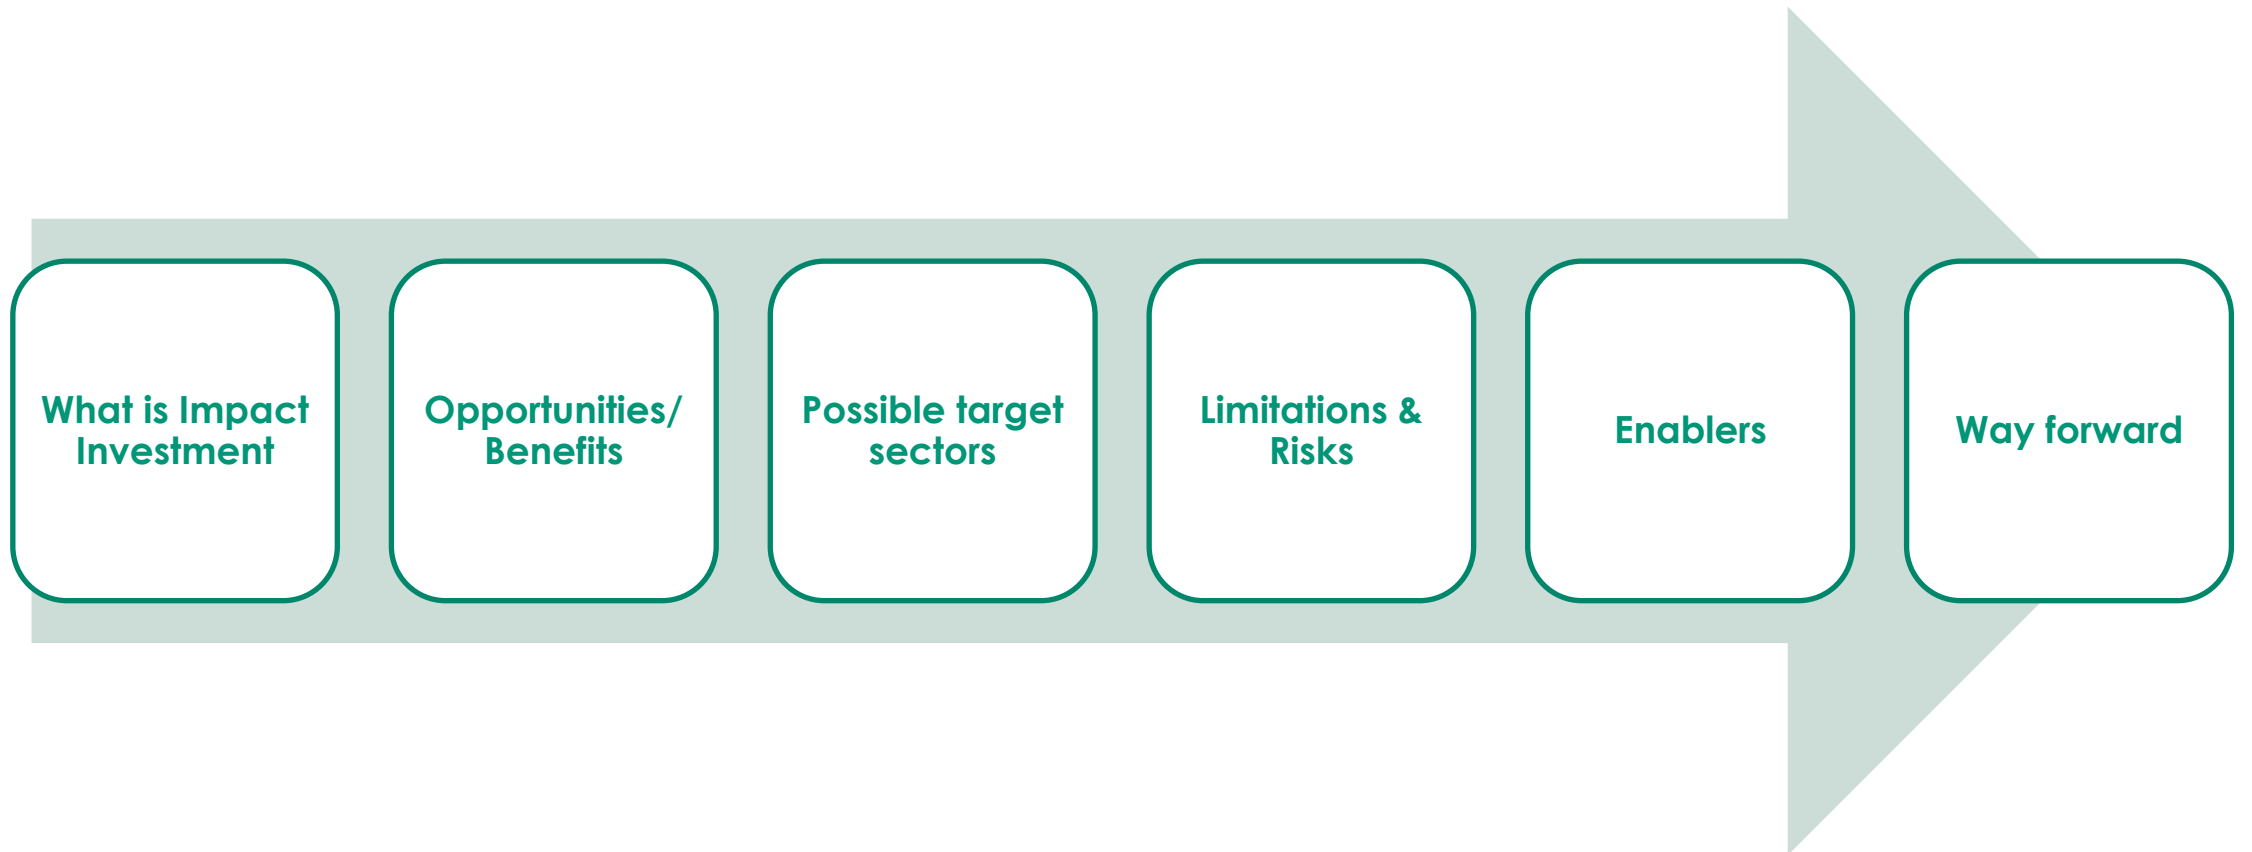 What is Impact
Investment
Opportunities/
Benefits
Possible target
sectors
Limitations &
Risks
Enablers
Way forward